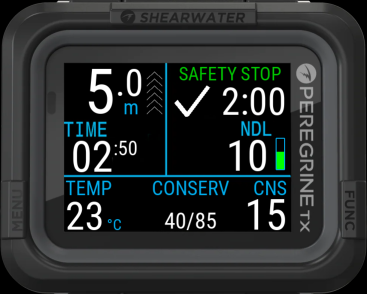 SHEARWATER
5.0 m
SAFETY STOP
2:00
TIME
02:50
NDL
10
TEMP CONSERV CNS
23 °C 40/85 15
PEREGRINE TX
MENU
FUNC